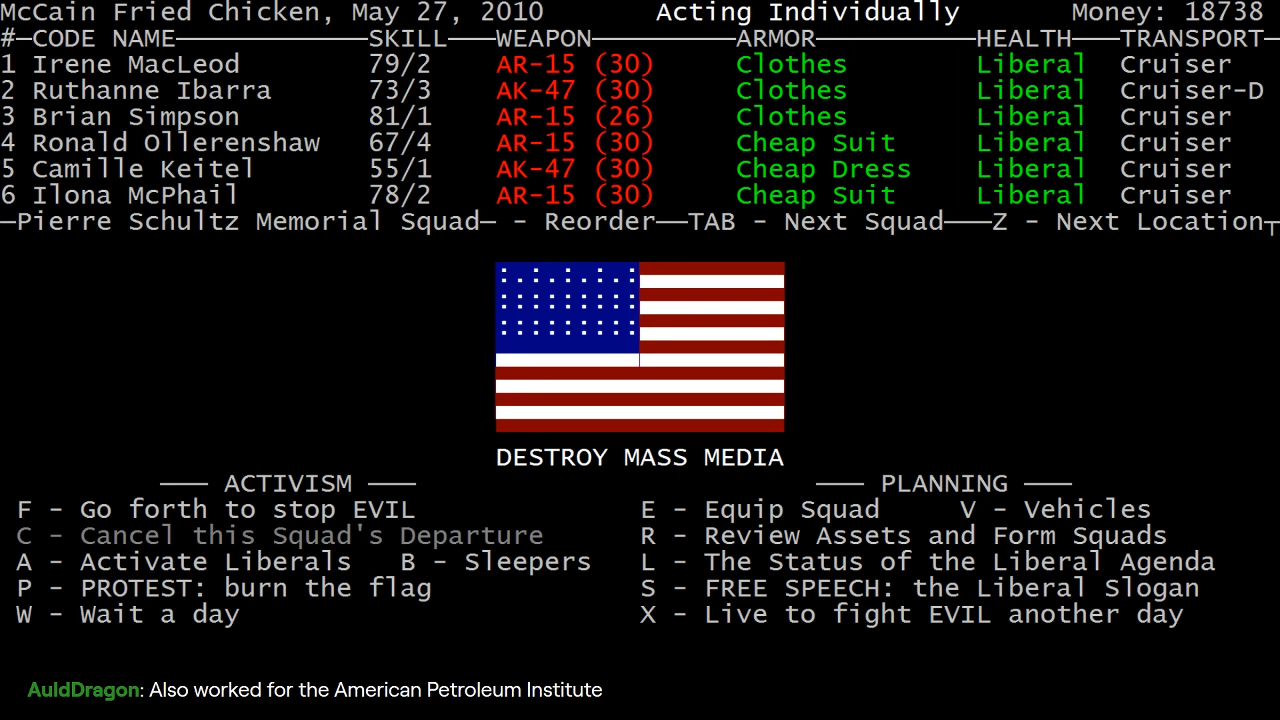 McCain Fried Chicken, May 27, 2010 Acting Individually Money: 18738
#—CODE NAME————————————SKILL———WEAPON—————————ARMOR——————————HEALTH———TRANSPORT—
1 Irene MacLeod 79/2 AR-15 (30) Clothes Liberal Cruiser
2 Ruthanne Ibarra 73/3 AK-47 (30) Clothes Liberal Cruiser-D
3 Brian Simpson 81/1 AR-15 (26) Clothes Liberal Cruiser
4 Ronald Ollerenshaw 67/4 AR-15 (30) Cheap Suit Liberal Cruiser
5 Camille Keitel 55/1 AK-47 (30) Cheap Dress Liberal Cruiser
6 Ilona McPhail 78/2 AR-15 (30) Cheap Suit Liberal Cruiser
—Pierre Schultz Memorial Squad— - Reorder——TAB - Next Squad———Z - Next Location┬
DESTROY MASS MEDIA
——— ACTIVISM ——— ——— PLANNING ———
F - Go forth to stop EVIL E - Equip Squad V - Vehicles
C - Cancel this Squad's Departure R - Review Assets and Form Squads
A - Activate Liberals B - Sleepers L - The Status of the Liberal Agenda
P - PROTEST: burn the flag S - FREE SPEECH: the Liberal Slogan
W - Wait a day X - Live to fight EVIL another day
AuldDragon: Also worked for the American Petroleum Institute